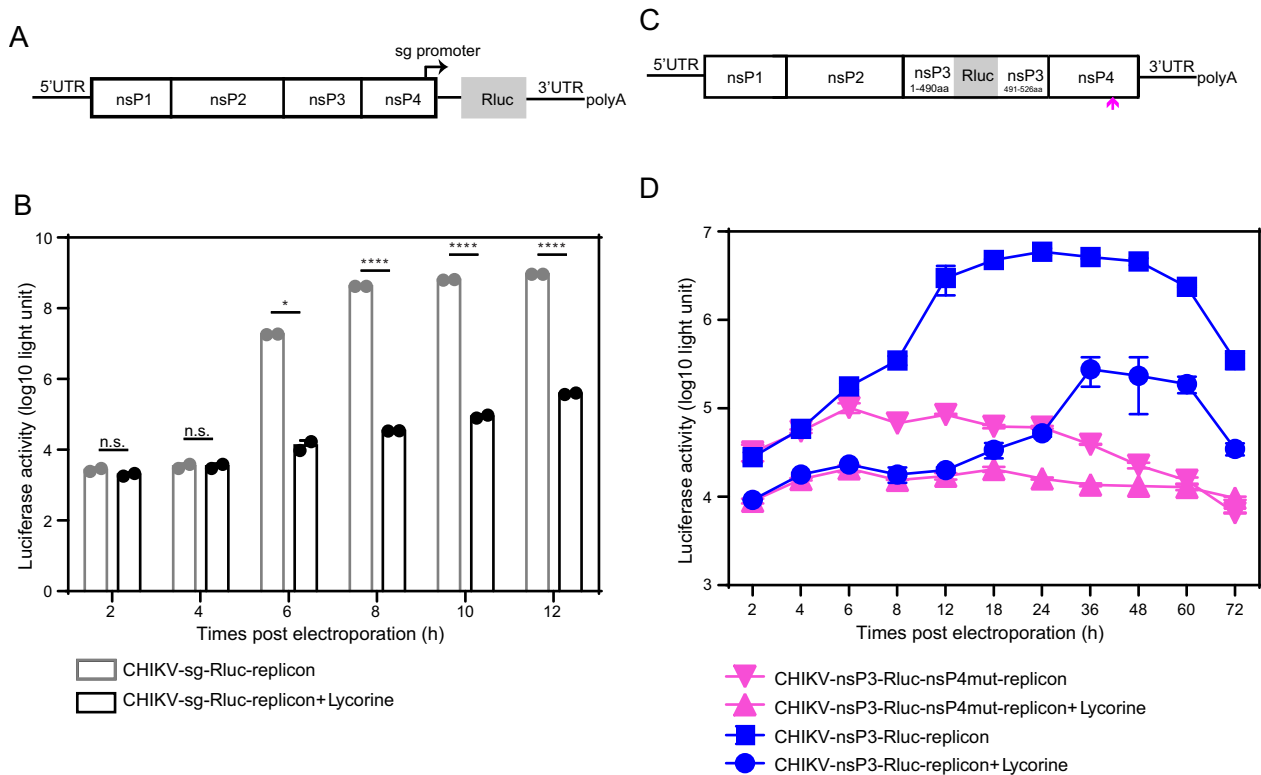 A
sg promoter
5'UTR nsP1 nsP2 nsP3 nsP4 Rluc 3'UTR polyA
B
Luciferase activity (log10 light unit)
10
8
6
4
2
0
n.s. n.s. * **** **** ****
2 4 6 8 10 12
Times post electroporation (h)
CHIKV-sg-Rluc-replicon
CHIKV-sg-Rluc-replicon+Lycorine
C
5'UTR nsP1 nsP2 nsP3 Rluc nsP3 nsP4 3'UTR polyA
1-490aa 491-526aa
D
Luciferase activity (log10 light unit)
7
6
5
4
3
2 4 6 8 12 18 24 36 48 60 72
Times post electroporation (h)
CHIKV-nsP3-Rluc-nsP4mut-replicon
CHIKV-nsP3-Rluc-nsP4mut-replicon+Lycorine
CHIKV-nsP3-Rluc-replicon
CHIKV-nsP3-Rluc-replicon+Lycorine